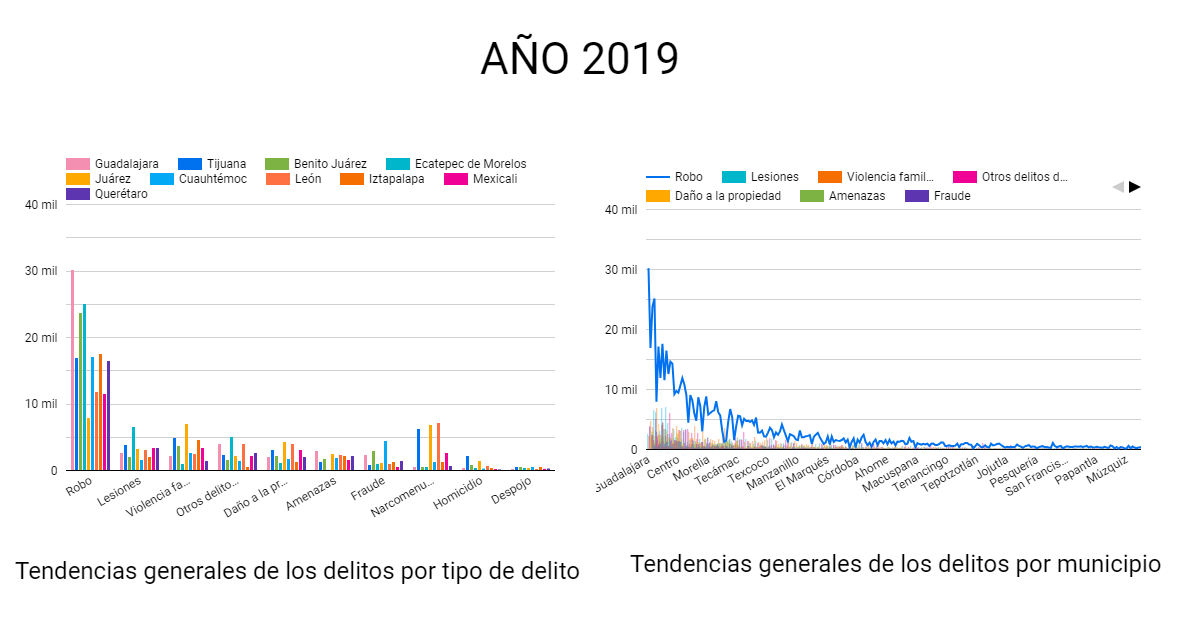 AÑO 2019
Guadalajara Tijuana Benito Juárez Ecatepec de Morelos
Juárez Cuauhtémoc León Iztapalapa Mexicali
Querétaro
40 mil
30 mil
20 mil
10 mil
0
Robo
Lesiones
Violencia fa...
Otros delito...
Daño a la pr...
Amenazas
Fraude
Narcomenu...
Homicidio
Despojo
Tendencias generales de los delitos por tipo de delito
Robo Lesiones Violencia famil... Otros delitos d...
Daño a la propiedad Amenazas Fraude
40 mil
30 mil
20 mil
10 mil
0
Guadalajara
Centro
Morelia
Tecámac
Texcoco
Manzanillo
El Marqués
Córdoba
Ahome
Macuspana
Tenancingo
Tepotzotlán
Jojutla
Pesquería
San Francis...
Papantla
Múzquiz
Tendencias generales de los delitos por municipio